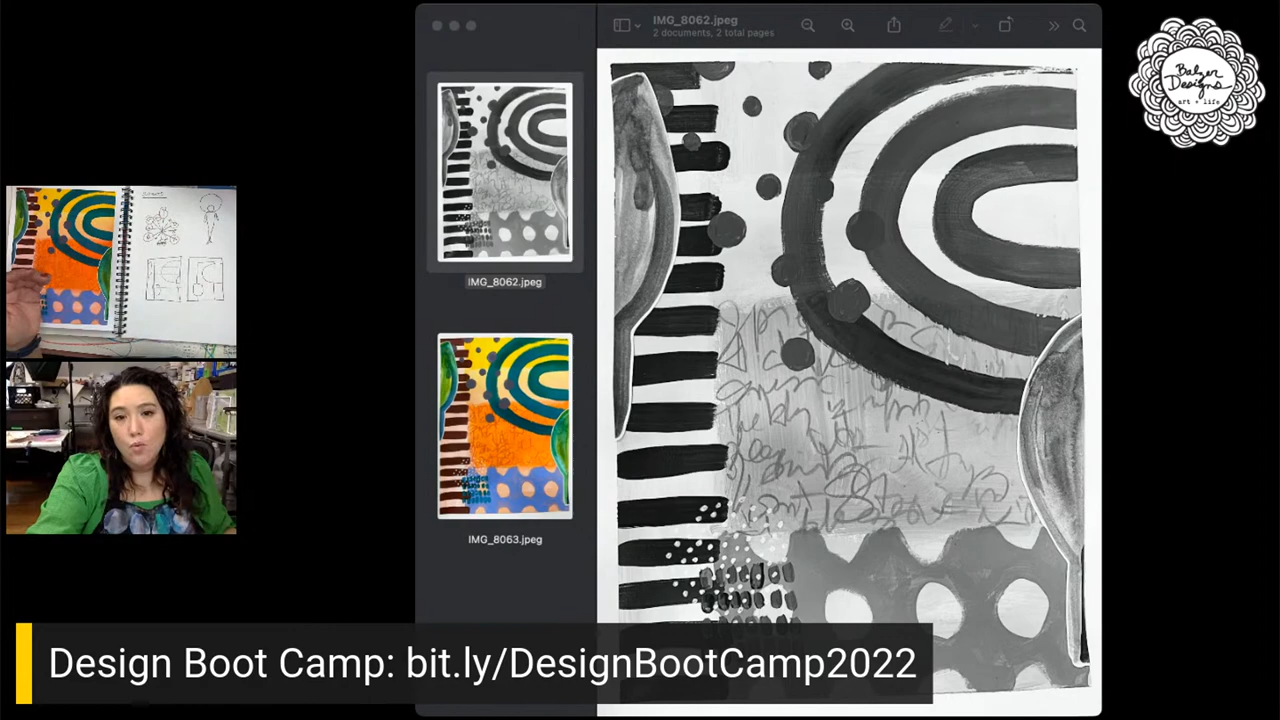 IMG_8062.jpeg
2 documents, 2 total pages
Balzer
Designs
art + life
IMG_8062.jpeg
IMG_8063.jpeg
Design Boot Camp: bit.ly/DesignBootCamp2022